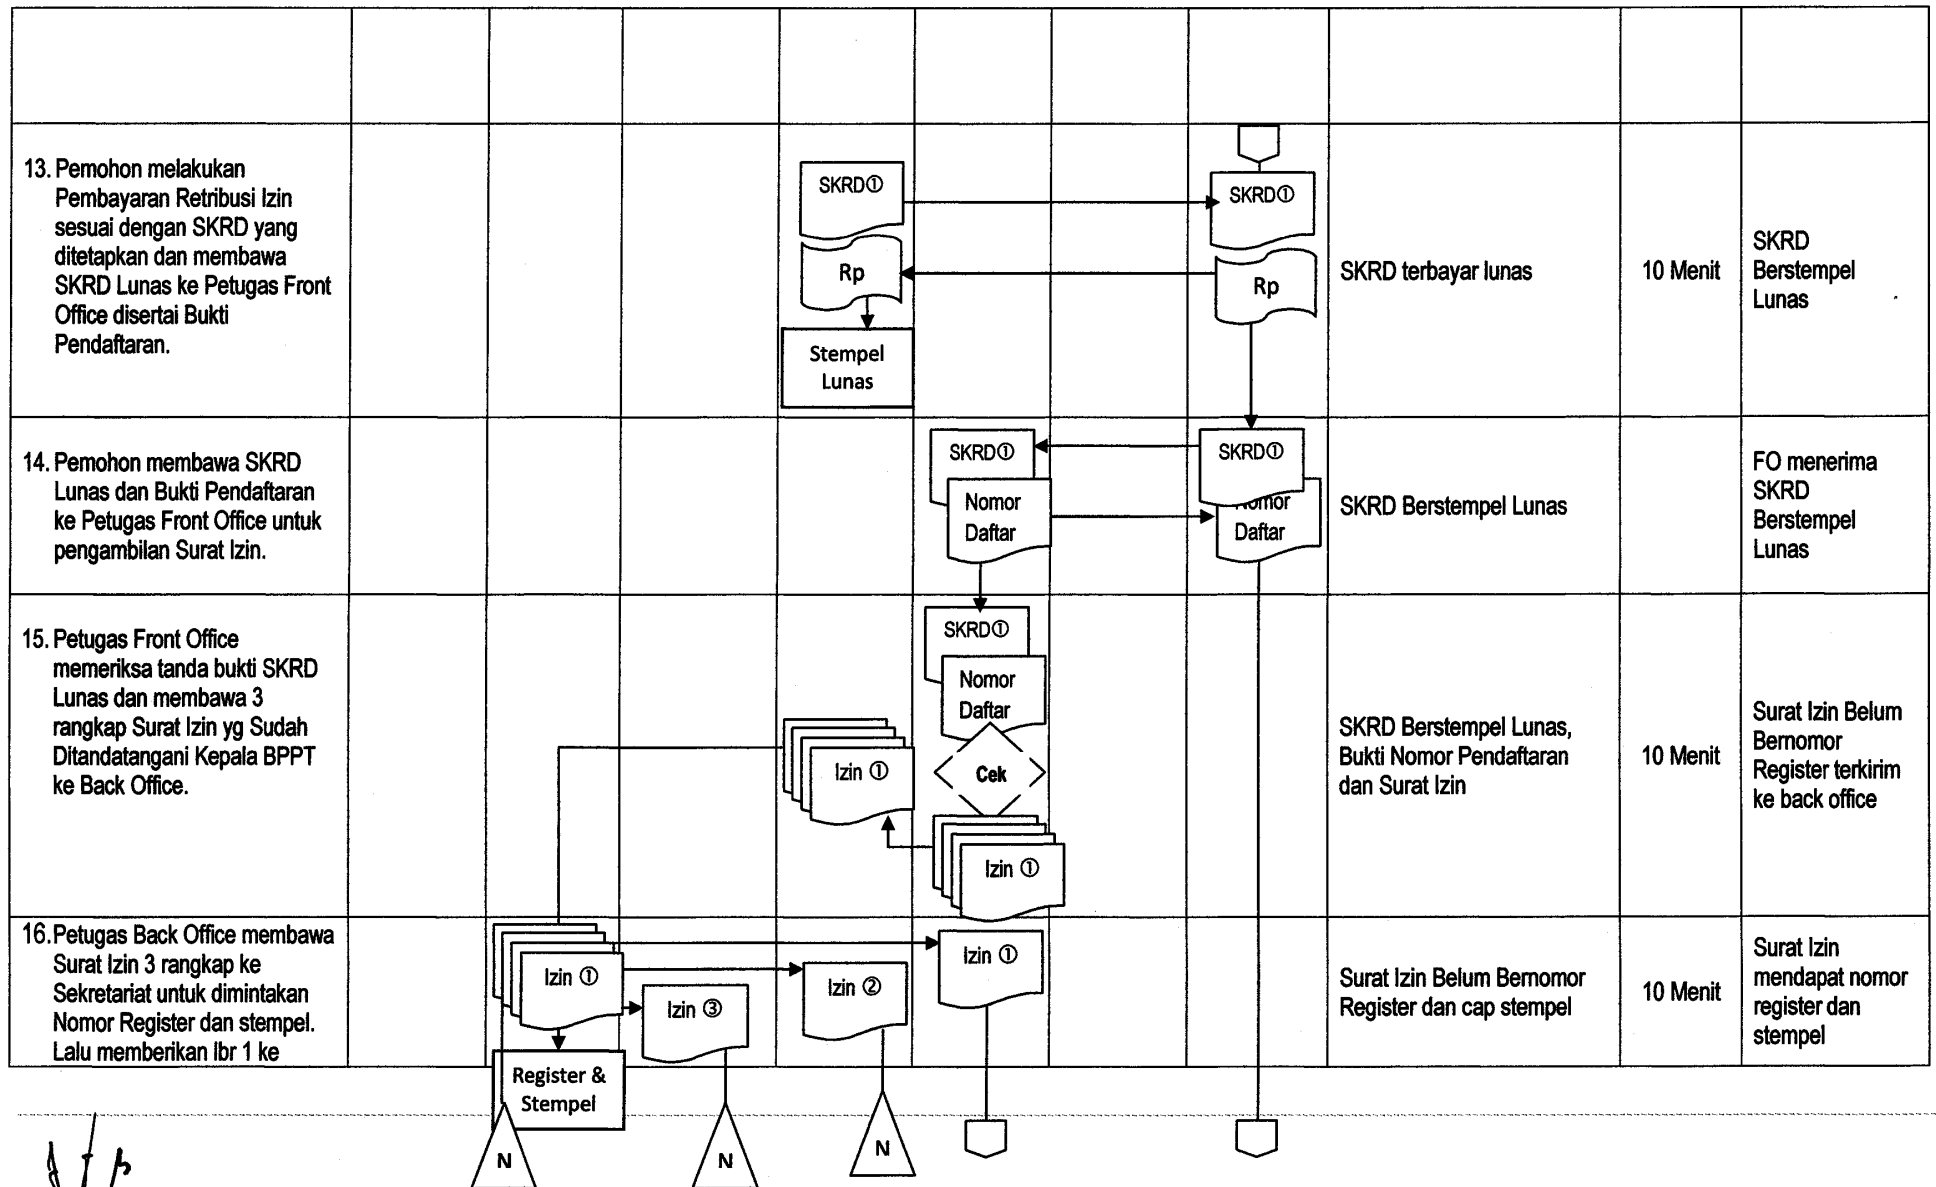 13. Pemohon melakukan
Pembayaran Retribusi Izin
sesuai dengan SKRD yang
ditetapkan dan membawa
SKRD Lunas ke Petugas Front
Office disertai Bukti
Pendaftaran.
SKRD①
Rp
Stempel
Lunas
SKRD①
Rp
SKRD terbayar lunas
10 Menit
SKRD
Berstempel
Lunas
14. Pemohon membawa SKRD
Lunas dan Bukti Pendaftaran
ke Petugas Front Office untuk
pengambilan Surat Izin.
SKRD①
Nomor
Daftar
SKRD①
Nomor
Daftar
SKRD Berstempel Lunas
FO menerima
SKRD
Berstempel
Lunas
15. Petugas Front Office
memeriksa tanda bukti SKRD
Lunas dan membawa 3
rangkap Surat Izin yg Sudah
Ditandatangani Kepala BPPT
ke Back Office.
Izin ①
SKRD①
Nomor
Daftar
Cek
Izin ①
SKRD Berstempel Lunas,
Bukti Nomor Pendaftaran
dan Surat Izin
10 Menit
Surat Izin Belum
Bernomor
Register terkirim
ke back office
16. Petugas Back Office membawa
Surat Izin 3 rangkap ke
Sekretariat untuk dimintakan
Nomor Register dan stempel.
Lalu memberikan lbr 1 ke
Izin ①
Register &
Stempel
Izin ③
Izin ②
Izin ①
Surat Izin Belum Bernomor
Register dan cap stempel
10 Menit
Surat Izin
mendapat nomor
register dan
stempel
N
N
N